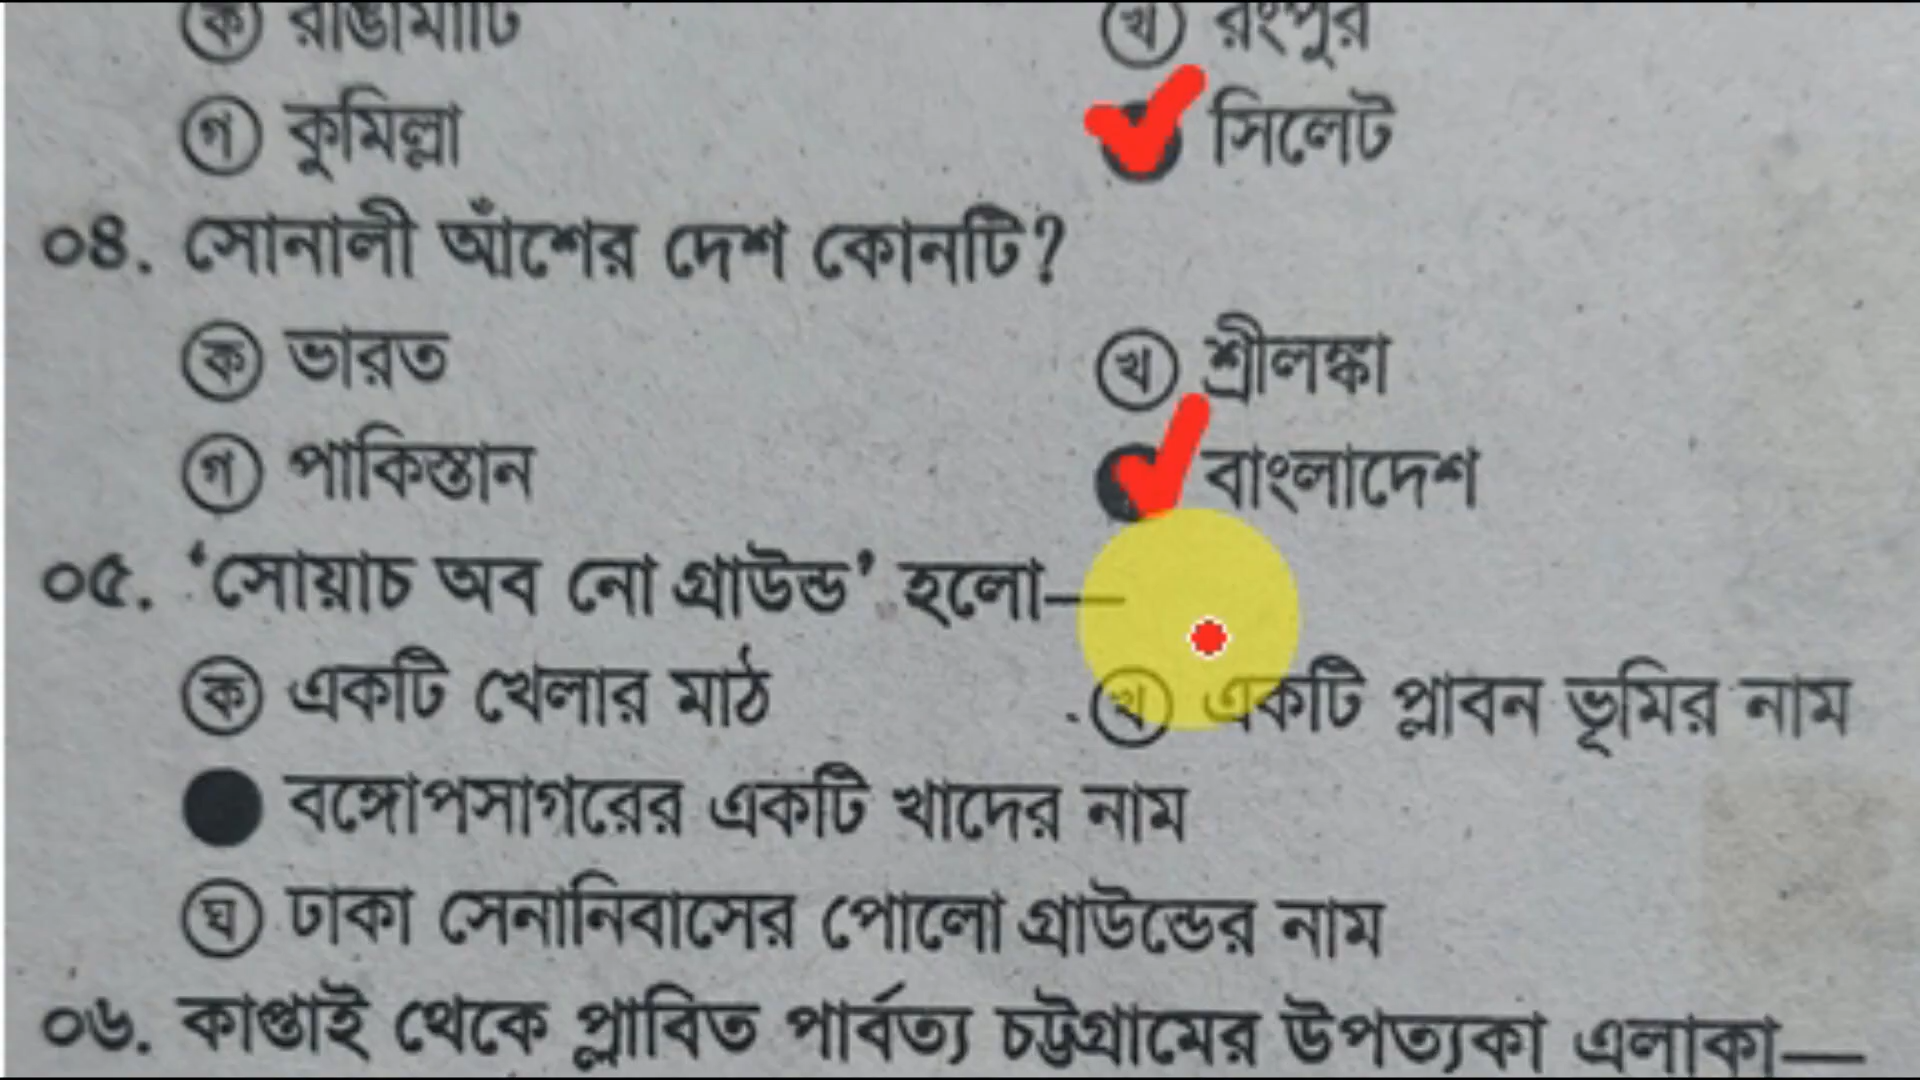 ক রাঙামাটি খ রংপুর
গ কুমিল্লা সিলেট
০৪. সোনালী আঁশের দেশ কোনটি?
ক ভারত খ শ্রীলঙ্কা
গ পাকিস্তান বাংলাদেশ
০৫. ‘সোয়াচ অব নো গ্রাউন্ড’ হলো—
ক একটি খেলার মাঠ খ একটি প্লাবন ভূমির নাম
বঙ্গোপসাগরের একটি খাদের নাম
ঘ ঢাকা সেনানিবাসের পোলো গ্রাউন্ডের নাম
০৬. কাপ্তাই থেকে প্লাবিত পার্বত্য চট্টগ্রামের উপত্যকা এলাকা—